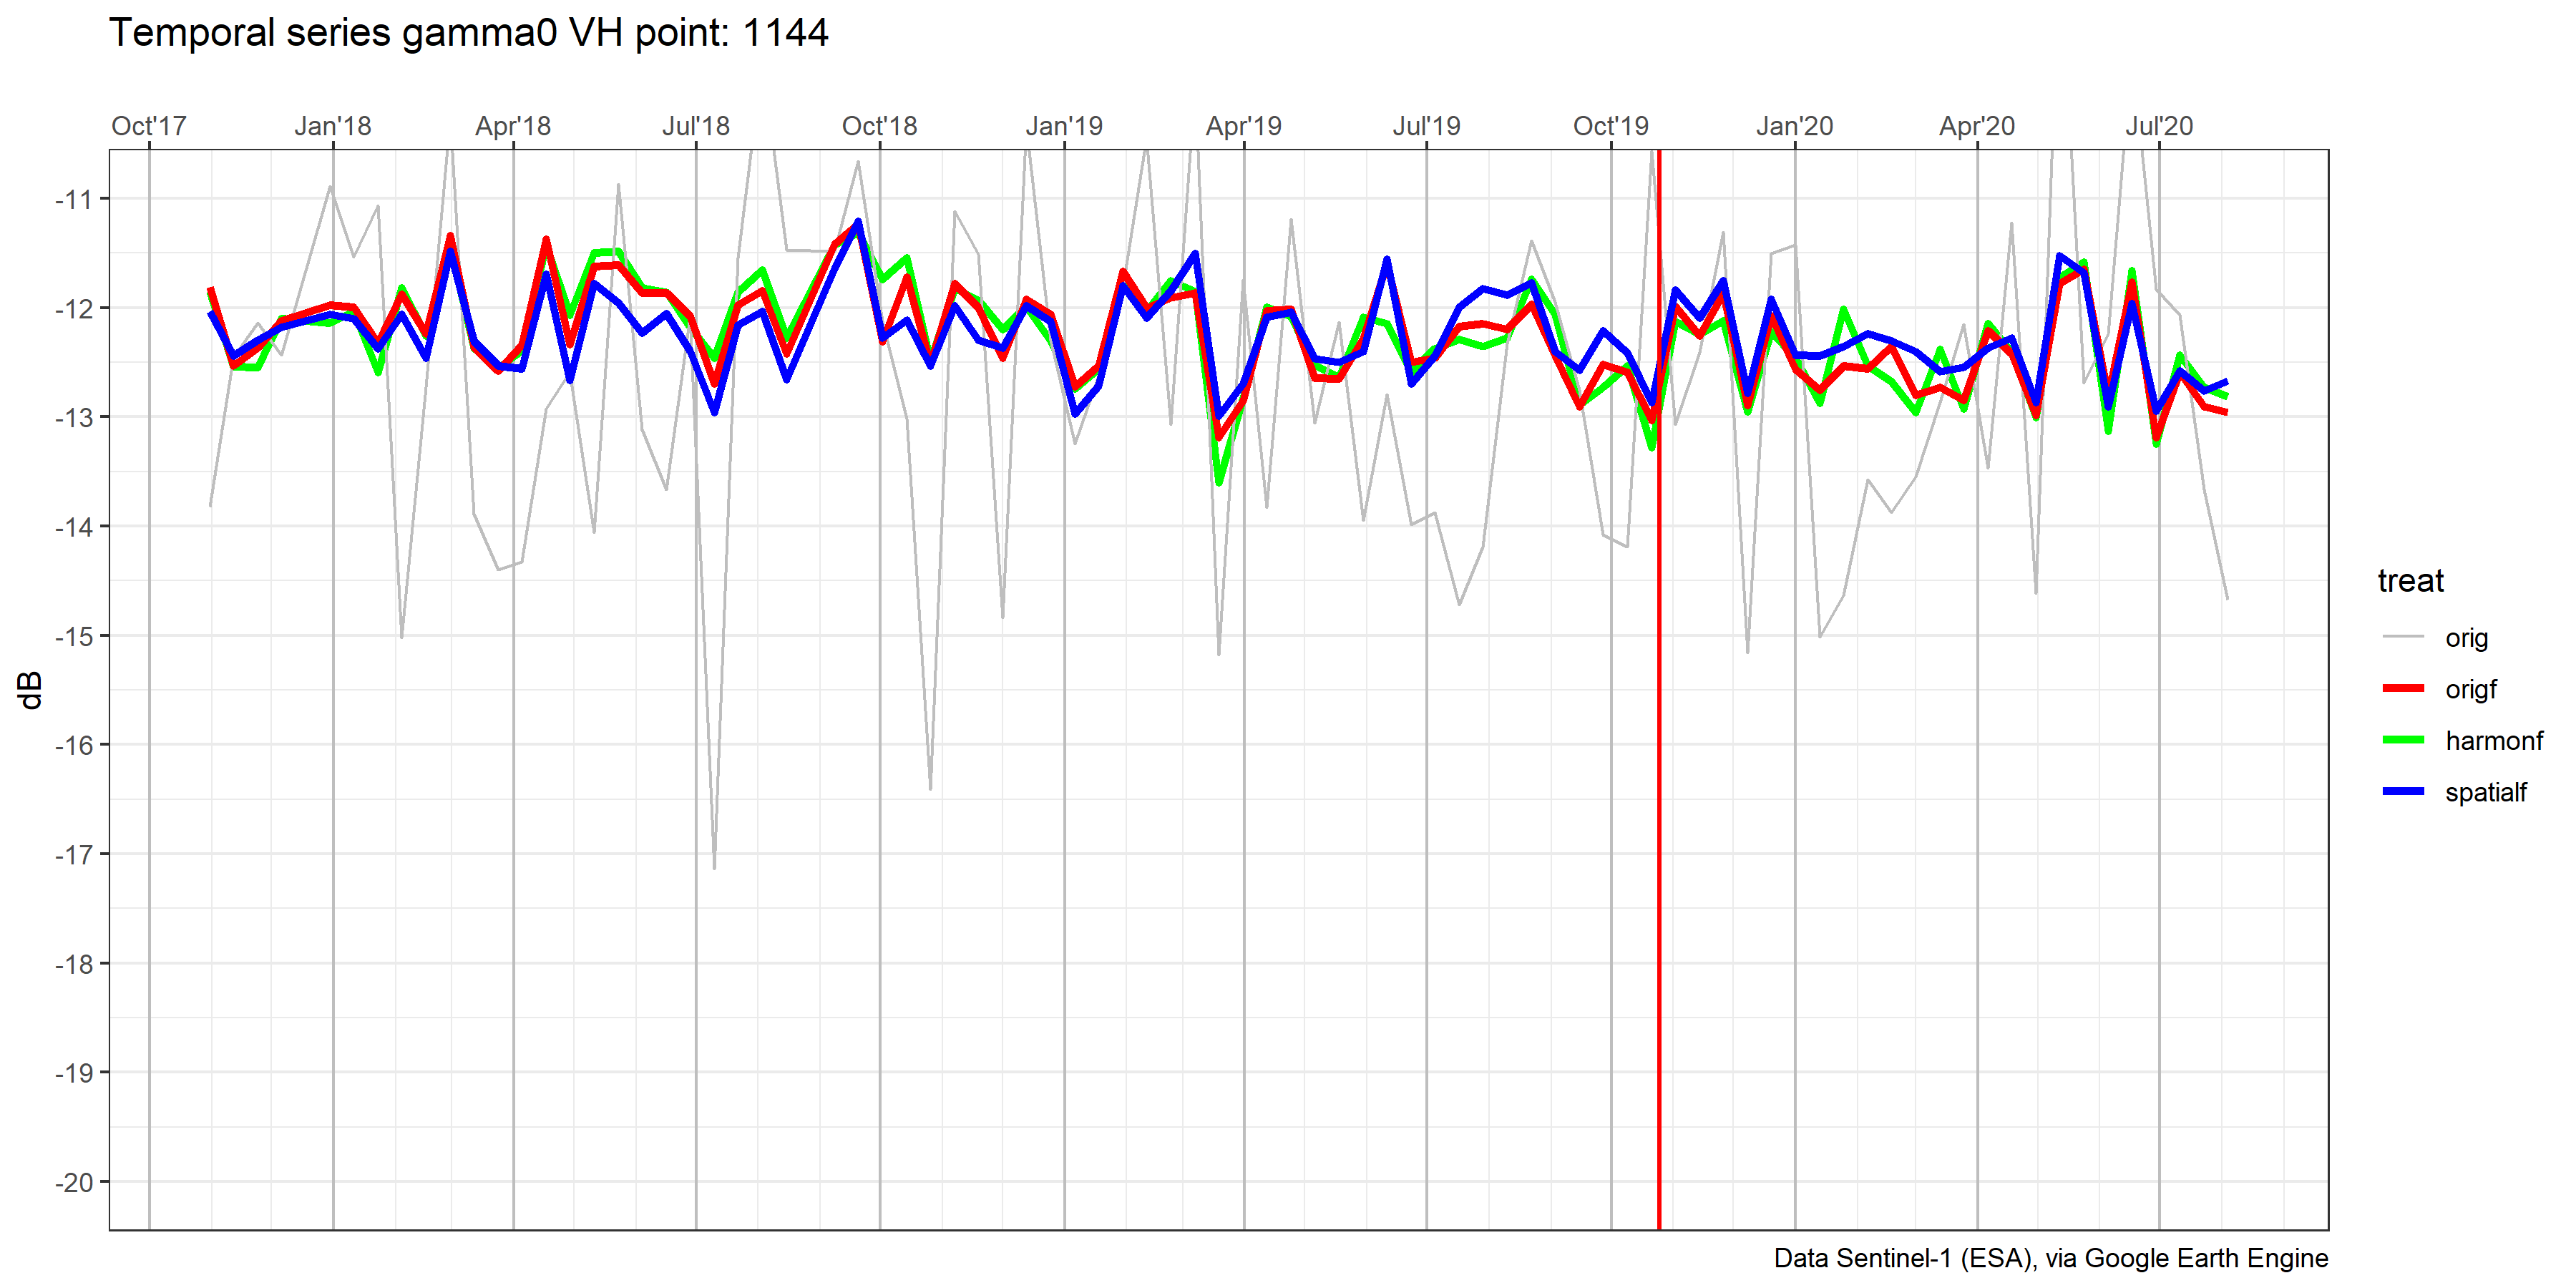 Temporal series gamma0 VH point: 1144
Oct'17 Jan'18 Apr'18 Jul'18 Oct'18 Jan'19 Apr'19 Jul'19 Oct'19 Jan'20 Apr'20 Jul'20
-11
-12
-13
-14
-15
-16
-17
-18
-19
-20
dB
treat
orig
origf
harmonf
spatialf
Data Sentinel-1 (ESA), via Google Earth Engine